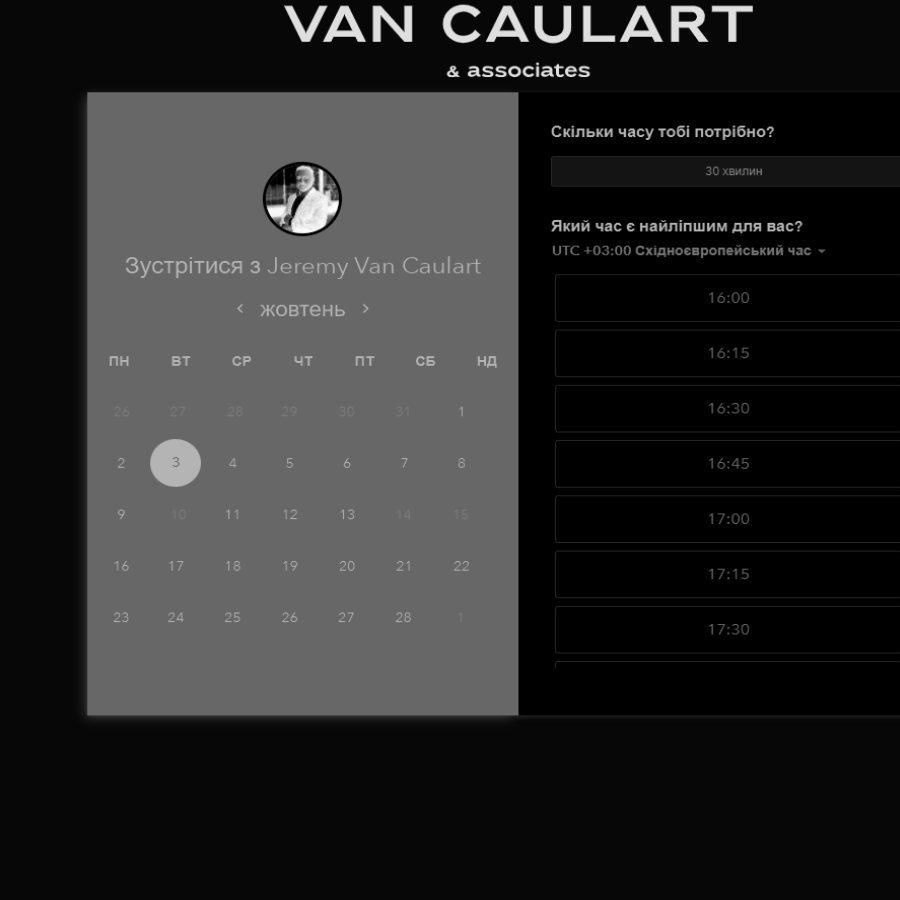 VAN CAULART
& associates
Зустрітися з Jeremy Van Caulart
жовтень
ПН ВТ СР ЧТ ПТ СБ НД
26 27 28 29 30 31 1
2 3 4 5 6 7 8
9 10 11 12 13 14 15
16 17 18 19 20 21 22
23 24 25 26 27 28 1
Скільки часу тобі потрібно?
30 хвилин
Який час є найліпшим для вас?
UTC +03:00 Східноєвропейський час
16:00
16:15
16:30
16:45
17:00
17:15
17:30